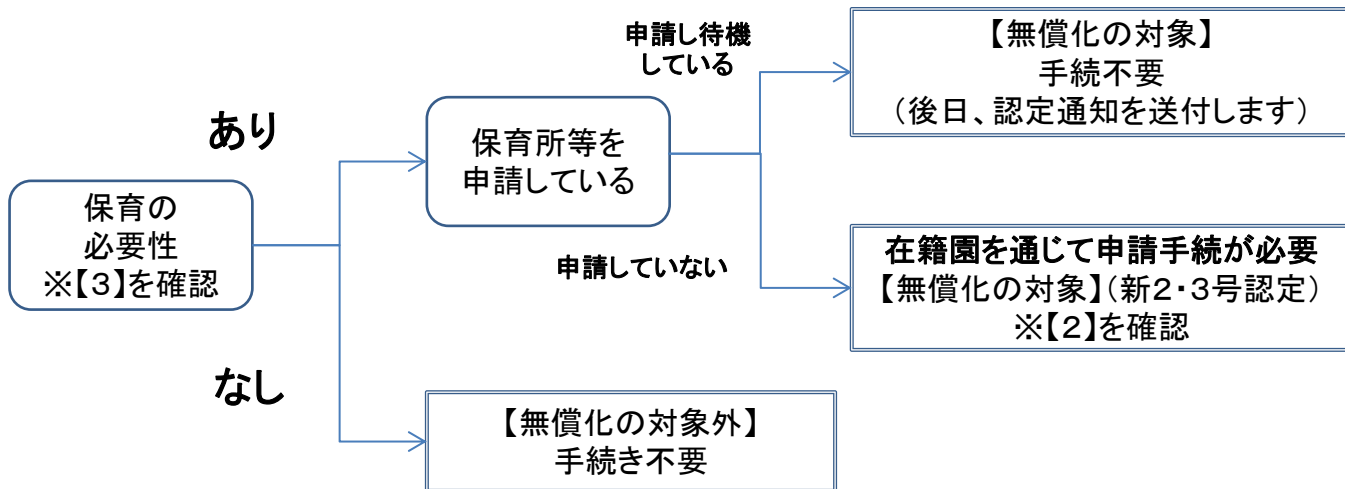 保育の
必要性
※【3】を確認
あり
なし
保育所等を
申請している
申請し待機
している
申請していない
【無償化の対象】
手続不要
（後日、認定通知を送付します）
在籍園を通じて申請手続が必要
【無償化の対象】（新２・３号認定）
※【2】を確認
【無償化の対象外】
手続き不要